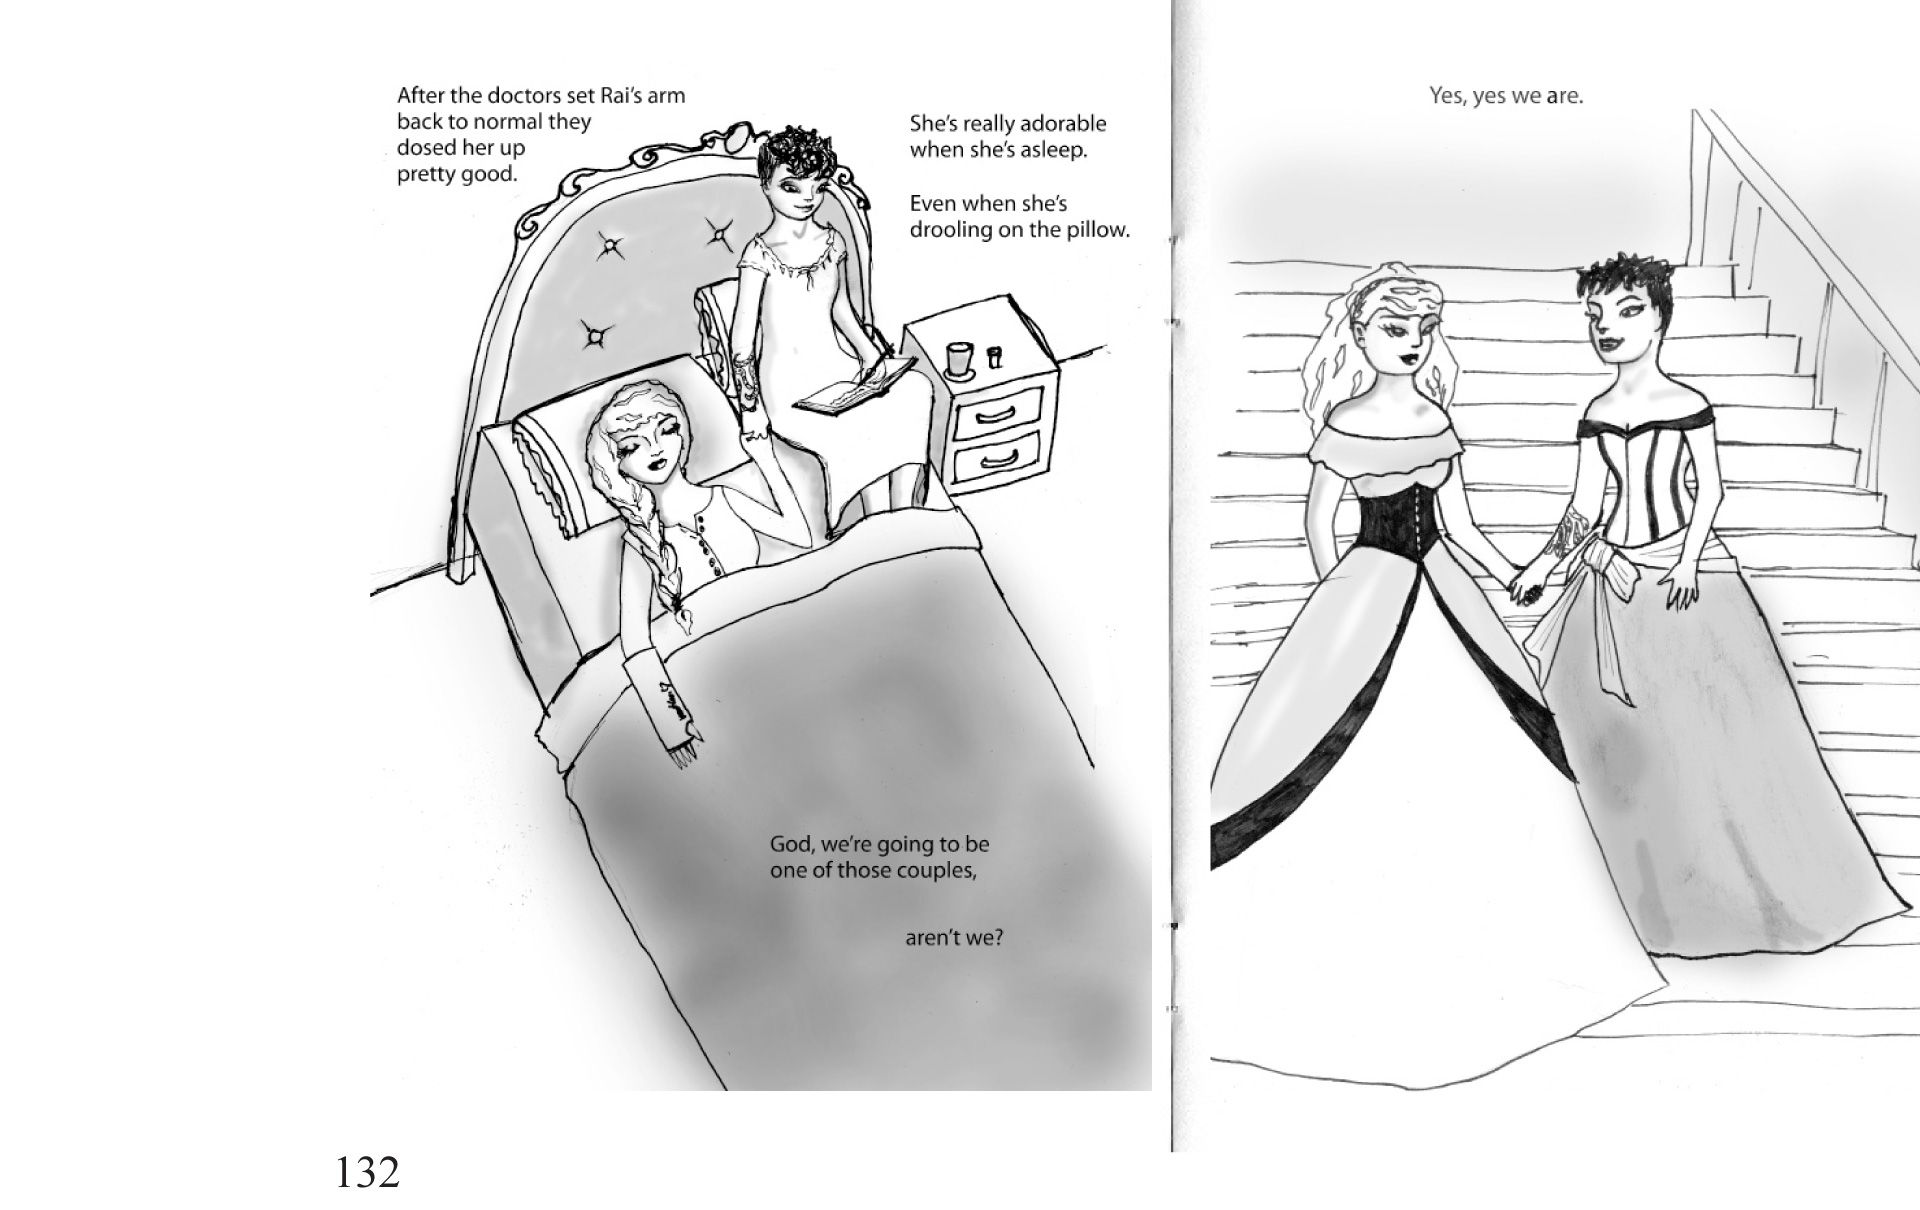 After the doctors set Rai's arm
back to normal they
dosed her up
pretty good.
She's really adorable
when she's asleep.
Even when she's
drooling on the pillow.
God, we're going to be
one of those couples,
aren't we?
Yes, yes we are.
132